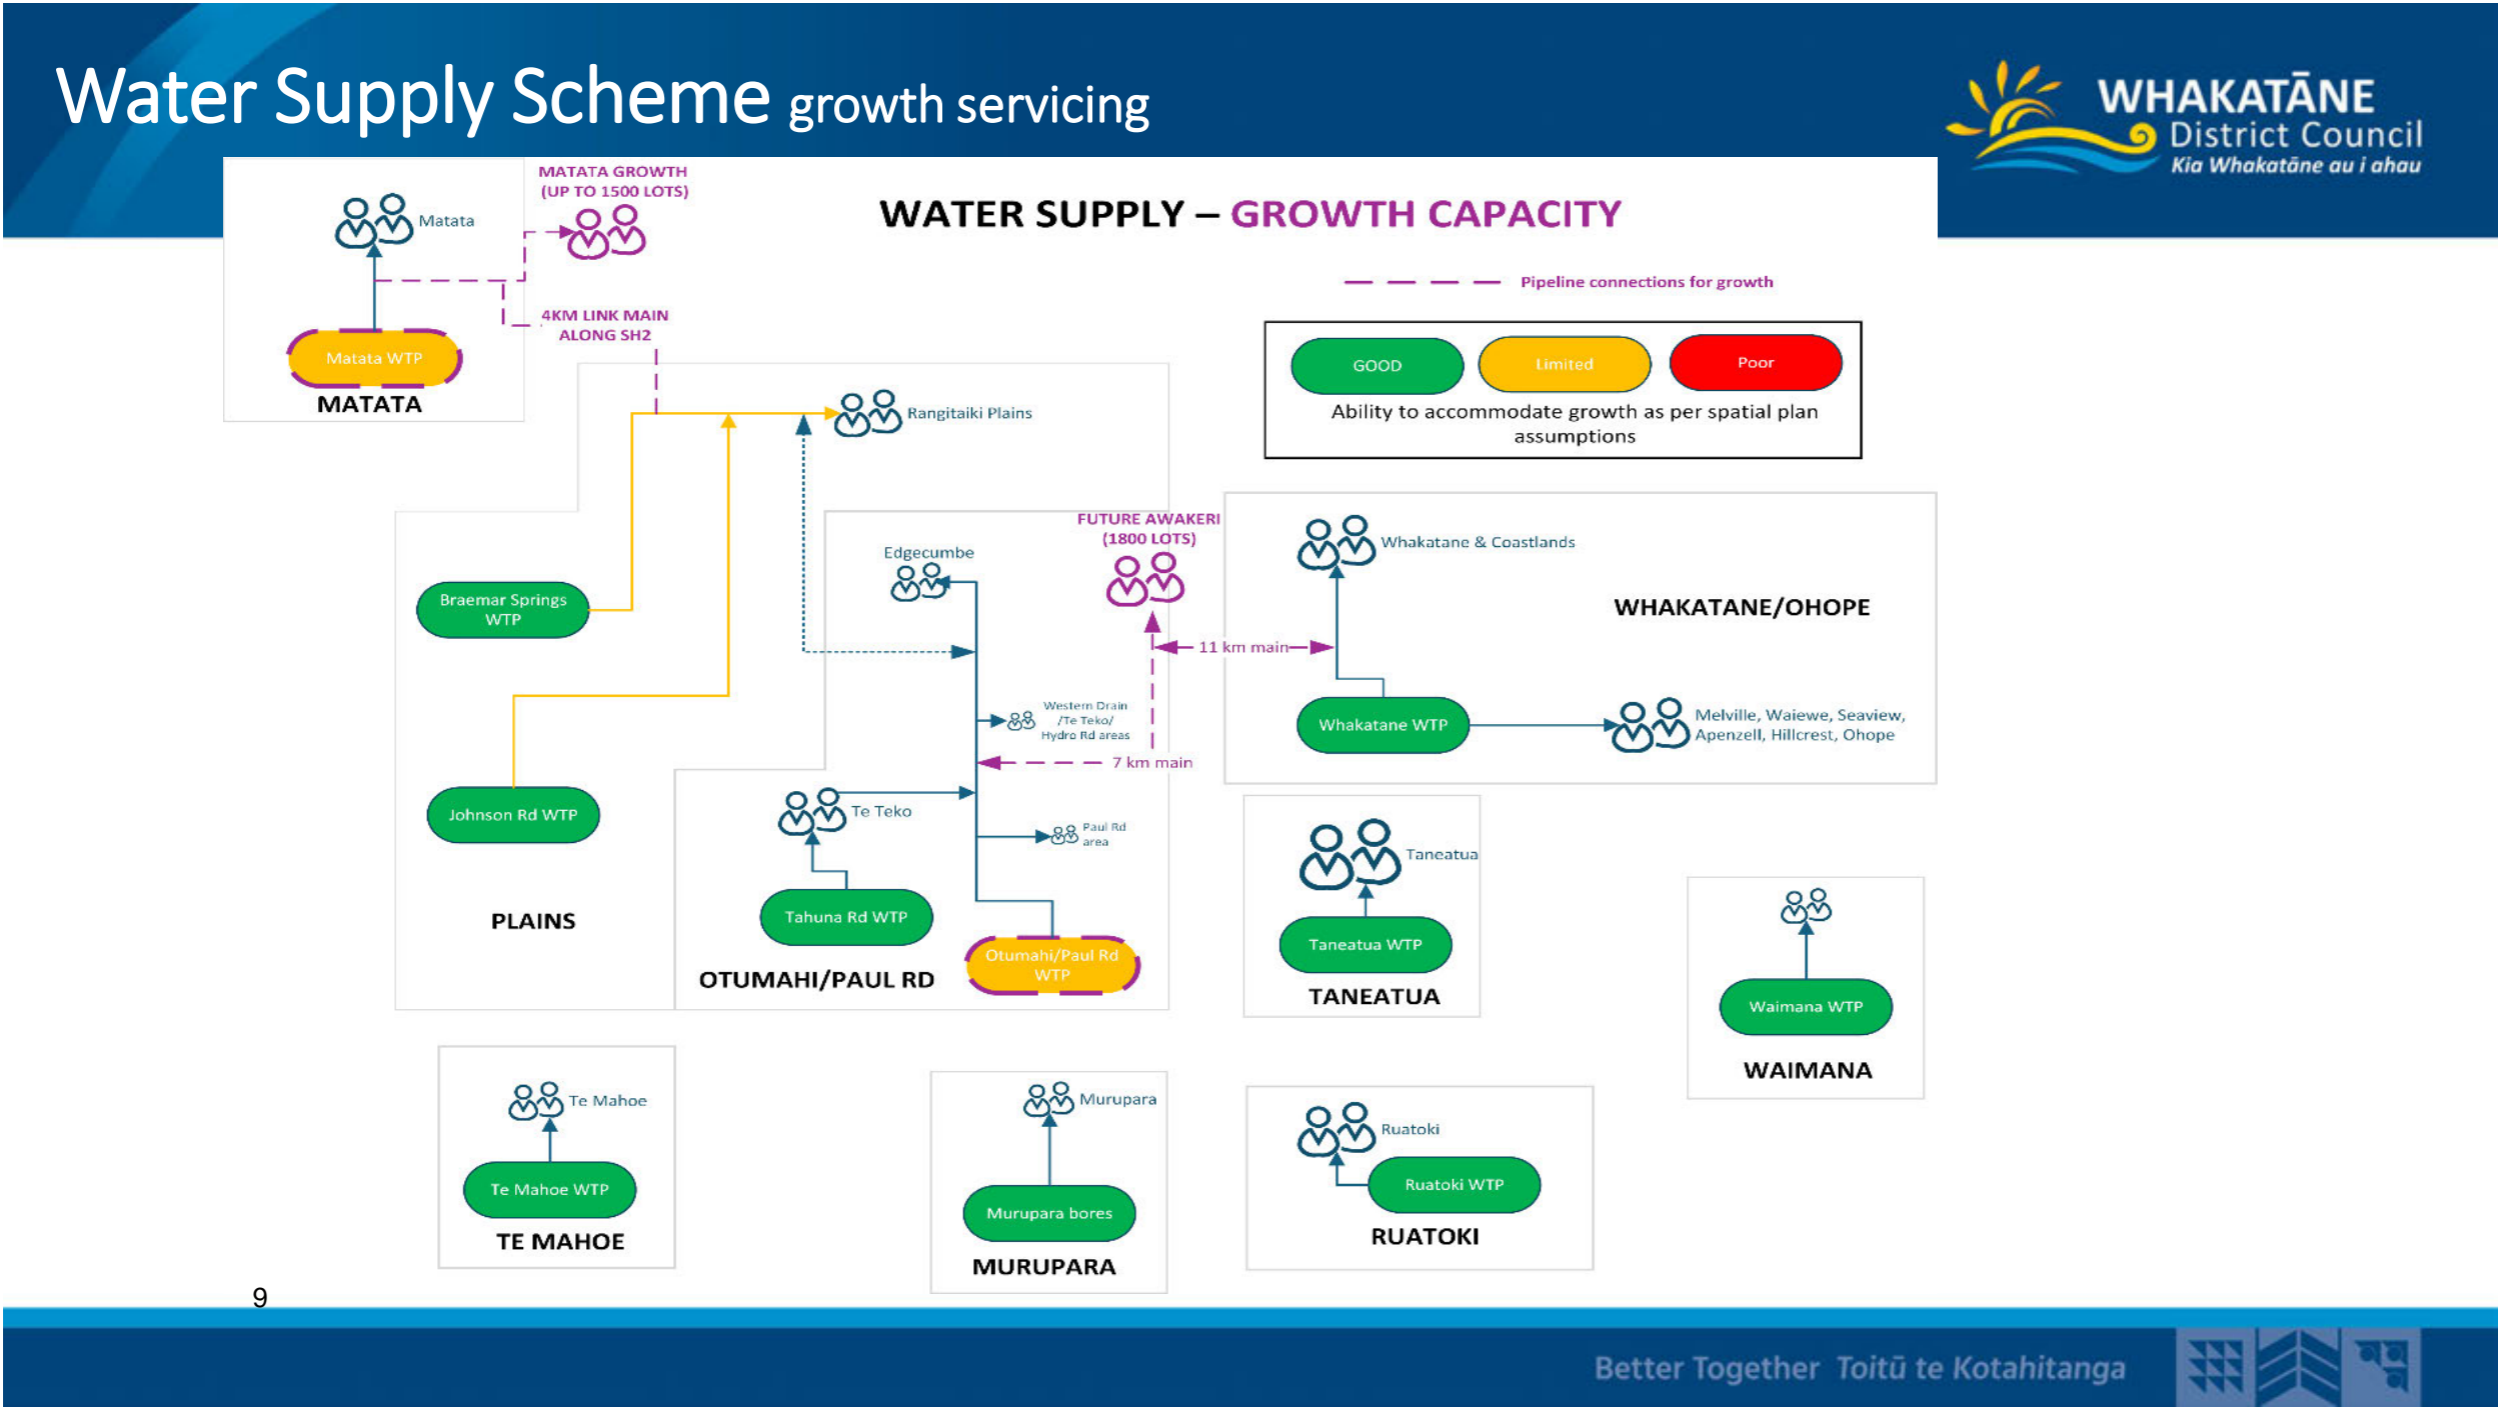 Water Supply Scheme growth servicing
WHAKATĀNE
District Council
Kia Whakatāne au i ahau
WATER SUPPLY – GROWTH CAPACITY
MATATA GROWTH
(UP TO 1500 LOTS)
Matata
4KM LINK MAIN
ALONG SH2
Matata WTP
MATATA
Pipeline connections for growth
GOOD
Limited
Poor
Ability to accommodate growth as per spatial plan
assumptions
Rangitaiki Plains
Braemar Springs
WTP
Johnson Rd WTP
PLAINS
Edgecumbe
FUTURE AWAKERI
(1800 LOTS)
11 km main
Western Drain
/Te Teko/
Hydro Rd areas
7 km main
Te Teko
Paul Rd
area
Tahuna Rd WTP
Otumahi/Paul Rd
WTP
OTUMAHI/PAUL RD
Whakatane & Coastlands
WHAKATANE/OHOPE
Whakatane WTP
Melville, Waiewe, Seaview,
Apenzell, Hillcrest, Ohope
Taneatua
Taneatua WTP
TANEATUA
Waimana WTP
WAIMANA
Te Mahoe
Te Mahoe WTP
TE MAHOE
Murupara
Murupara bores
MURUPARA
Ruatoki
Ruatoki WTP
RUATOKI
9
Better Together Toitū te Kotahitanga